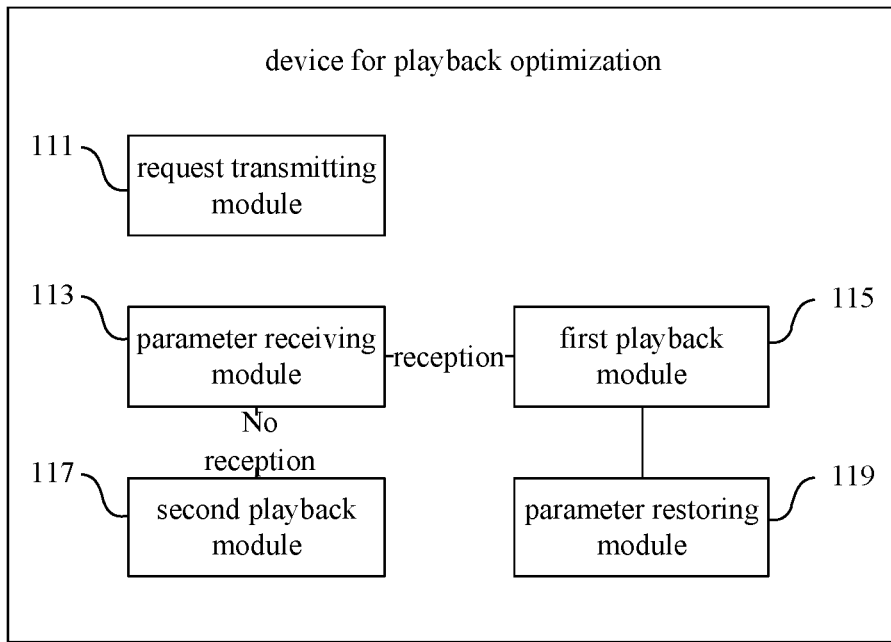 device for playback optimization
111
request transmitting
module
113
parameter receiving
module
reception
first playback
module
115
No
reception
117
second playback
module
parameter restoring
module
119